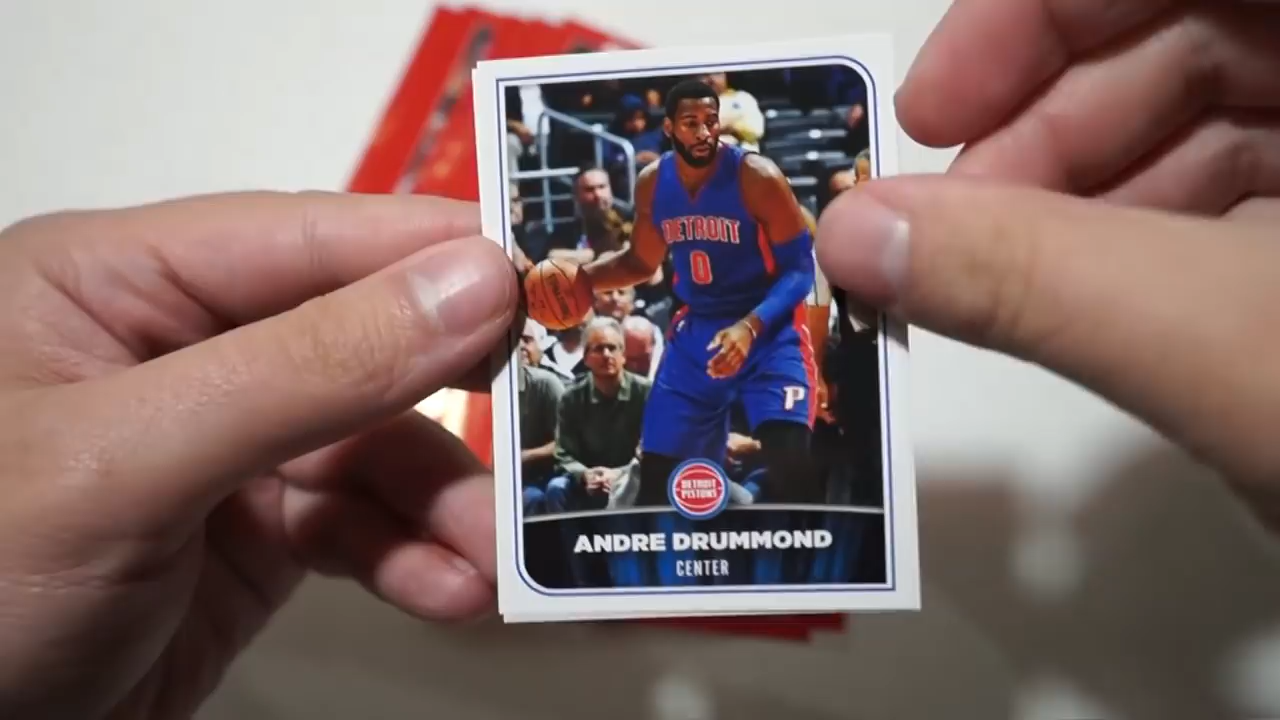 DETROIT
0
P
DETROIT
PISTONS
ANDRE DRUMMOND
CENTER